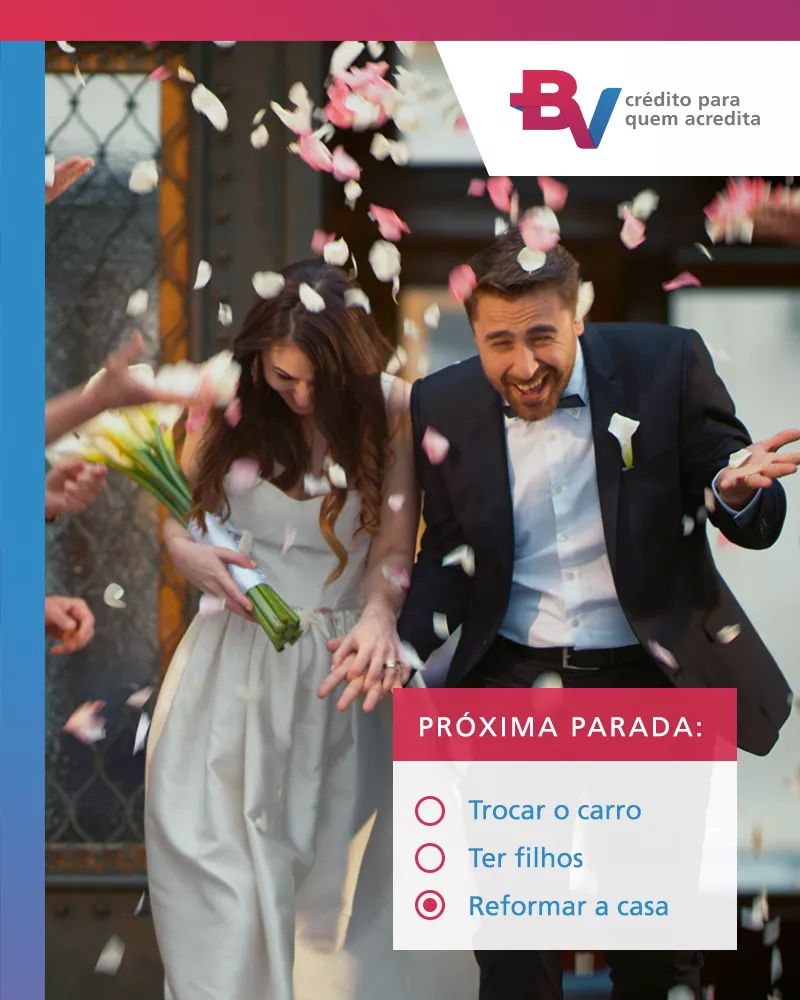 BV
crédito para
quem acredita
PRÓXIMA PARADA:
Trocar o carro
Ter filhos
Reformar a casa